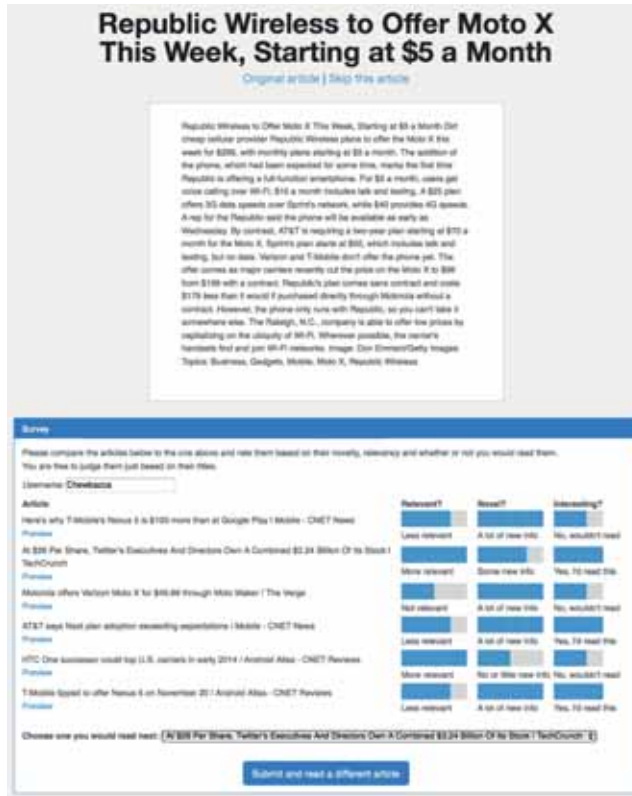 Republic Wireless to Offer Moto X
This Week, Starting at $5 a Month
Original article | Skip this article
Republic Wireless to Offer Moto X This Week, Starting at $5 a Month Dirt
cheap cellular provider Republic Wireless plans to offer the Moto X this
week for $299, with monthly plans starting at $5 a month. The addition of
the phone, which had been expected for some time, marks the first time
Republic is offering a full-function smartphone. For $5 a month, users get
voice calling over Wi-Fi; $10 a month includes talk and texting. A $25 plan
offers 3G data speeds over Sprint's network, while $40 provides 4G speeds.
A rep for the Republic said the phone will be available as early as
Wednesday. By contrast, AT&T is requiring a two-year plan starting at $70 a
month for the Moto X. Sprint's plan starts at $50, which includes talk and
texting, but no data. Verizon and T-Mobile don't offer the phone yet. The
offer comes as major carriers recently cut the price on the Moto X to $99
from $199 with a contract. Republic's plan comes sans contract and costs
less than it would if purchased directly through Motorola without a
contract. However, the phone only runs with Republic, so you can't take it
somewhere else. The Raleigh, N.C., company is able to offer low prices by
capitalizing on the ubiquity of Wi-Fi. Wherever possible, the carrier's
handsets find and join Wi-Fi networks. Image: Don Emmert/Getty Images
Topics: Business, Gadgets, Mobile, Moto X, Republic Wireless
Survey
Please compare the articles below to the one above and rate them based on their novelty, relevancy and whether or not you would read them.
You are free to judge them just based on their titles.
Username: Chewbacca
Article Relevant? Novel? Interesting?
Here's why T-Mobile's Nexus 5 is $100 more than at Google Play | Mobile - CNET News
Preview
Less relevant A lot of new info No, wouldn't read
At $26 Per Share, Twitter's Executives And Directors Own A Combined $2.24 Billion Of Its Stock |
TechCrunch
Preview
More relevant Some new info Yes, I'd read this
Motorola offers Verizon Moto X for $49.99 through Moto Maker | The Verge
Preview
Not relevant A lot of new info No, wouldn't read
AT&T says Next plan adoption exceeding expectations | Mobile - CNET News
Preview
Less relevant A lot of new info Yes, I'd read this
HTC One successor could top U.S. carriers in early 2014 | Android Atlas - CNET Reviews
Preview
More relevant No or little new info No, wouldn't read
T-Mobile tipped to offer Nexus 5 on November 20 | Android Atlas - CNET Reviews
Preview
Less relevant A lot of new info Yes, I'd read this
Choose one you would read next: At $26 Per Share, Twitter's Executives And Directors Own A Combined $2.24 Billion Of Its Stock | TechCrunch
Submit and read a different article